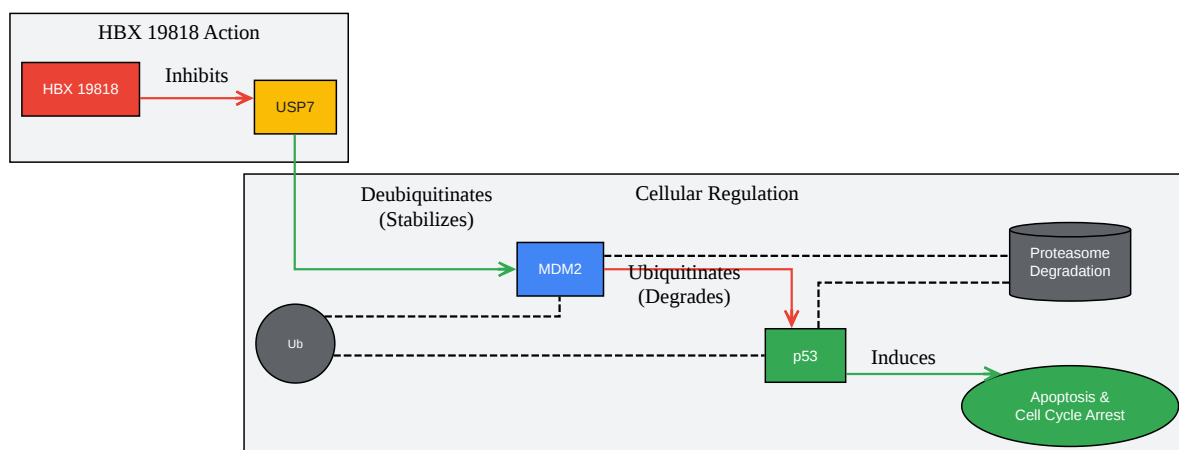 HBX 19818 Action
HBX 19818
Inhibits
USP7
Deubiquitinates
(Stabilizes)
Cellular Regulation
MDM2
Ubiquitinates
(Degrades)
Proteasome
Degradation
Ub
p53
Induces
Apoptosis &
Cell Cycle Arrest